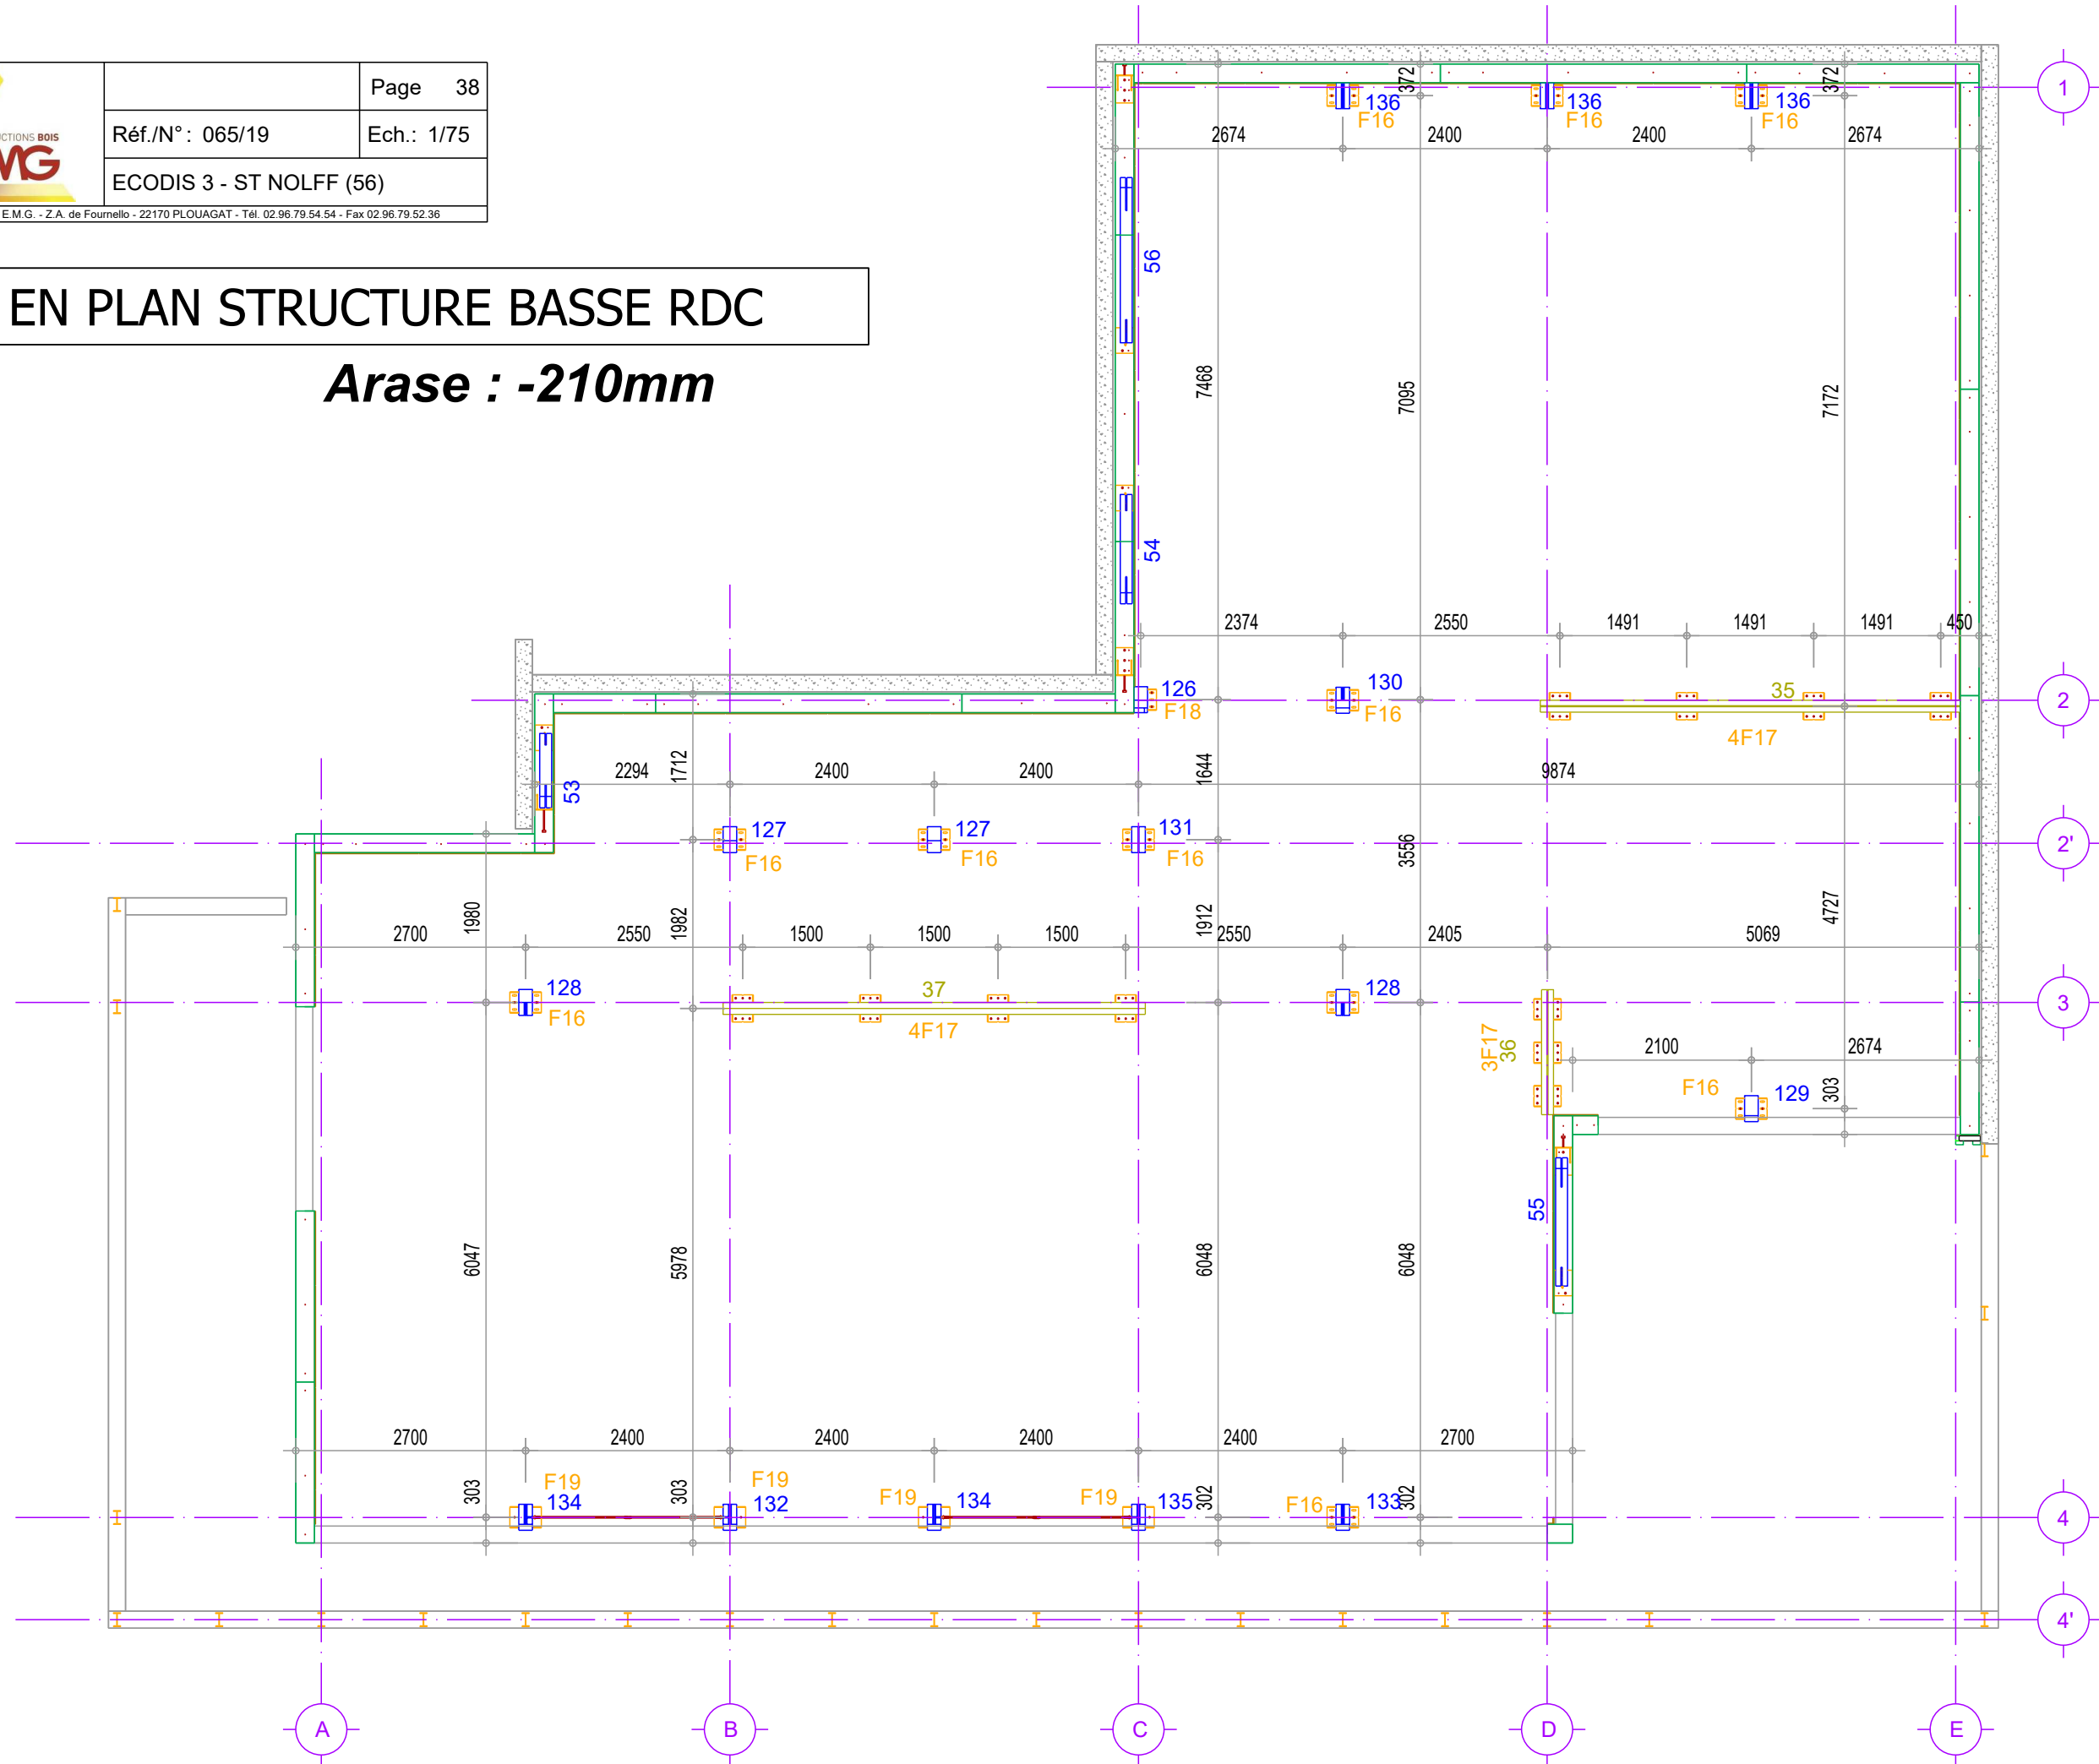 Page 38
UCTIONS BOIS
MG
Réf./N° : 065/19
Ech.: 1/75
ECODIS 3 - ST NOLFF (56)
E.M.G. - Z.A. de Fournello - 22170 PLOUAGAT - Tél. 02.96.79.54.54 - Fax 02.96.79.52.36
EN PLAN STRUCTURE BASSE RDC
Arase : -210mm
372
372
1
136
136
136
F16
F16
F16
2674
2400
2400
2674
56
7468
7095
7172
54
2374
2550
1491
1491
1491
450
126
F18
130
F16
35
4F17
2
53
2294
1712
2400
2400
1644
9874
127
F16
127
F16
131
F16
3556
2'
1980
1982
1912
4727
2700
2550
1500
1500
1500
2550
2405
5069
128
F16
37
4F17
128
3
3F17
36
2100
2674
F16
129
303
55
6047
5978
6048
6048
2700
2400
2400
2400
2400
2700
303
F19
134
303
F19
132
F19
134
F19
135
302
F16
133
302
4
4'
A
B
C
D
E